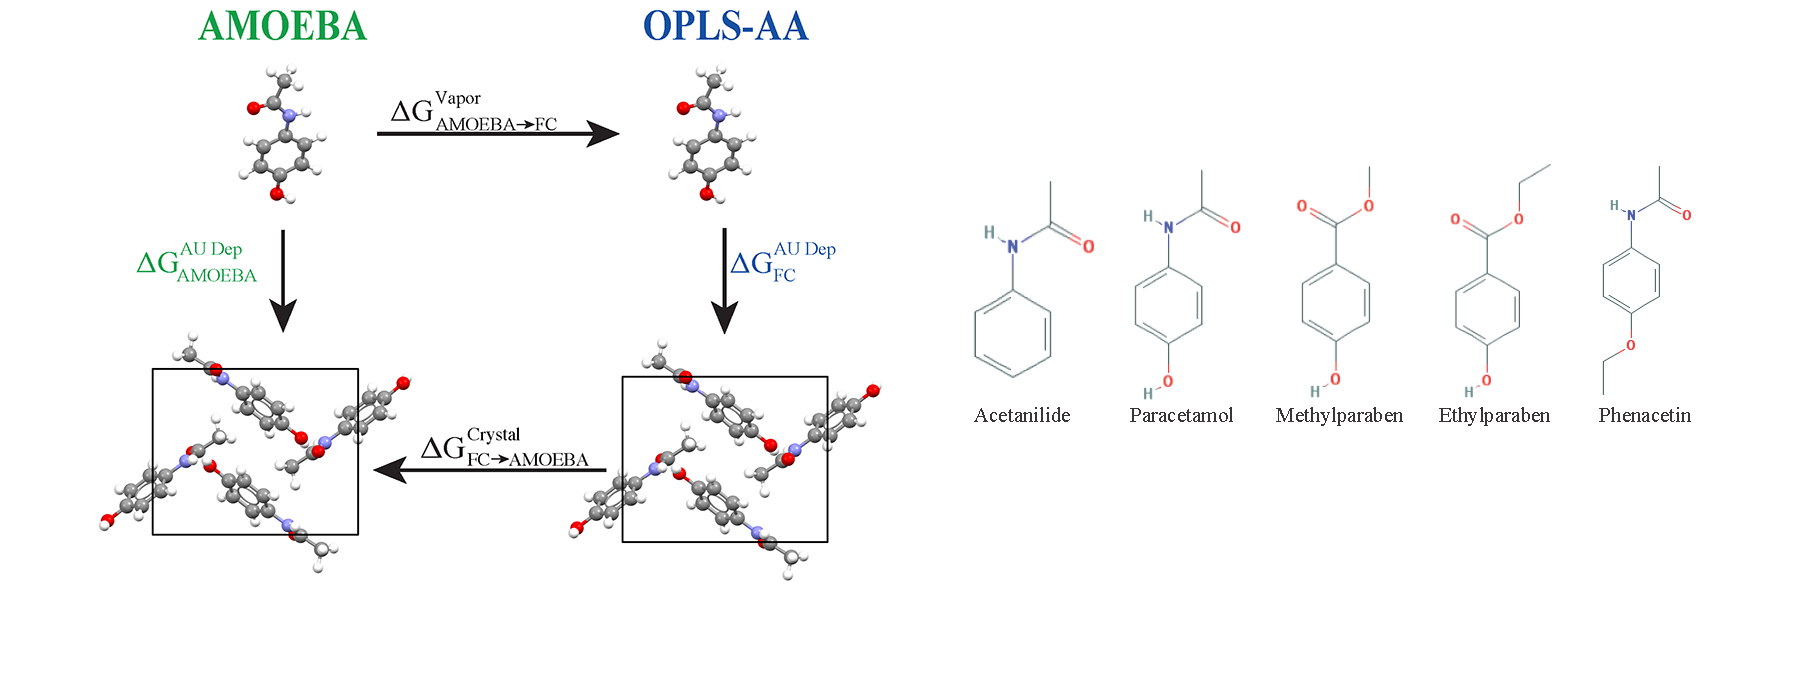 AMOEBA
OPLS-AA
ΔG Vapor AMOEBA→FC
ΔG AU Dep AMOEBA
ΔG AU Dep FC
ΔG Crystal FC→AMOEBA
H N O
H N O
H O
O O
H O
O O
H O
H N O
O
Acetanilide
Paracetamol
Methylparaben
Ethylparaben
Phenacetin